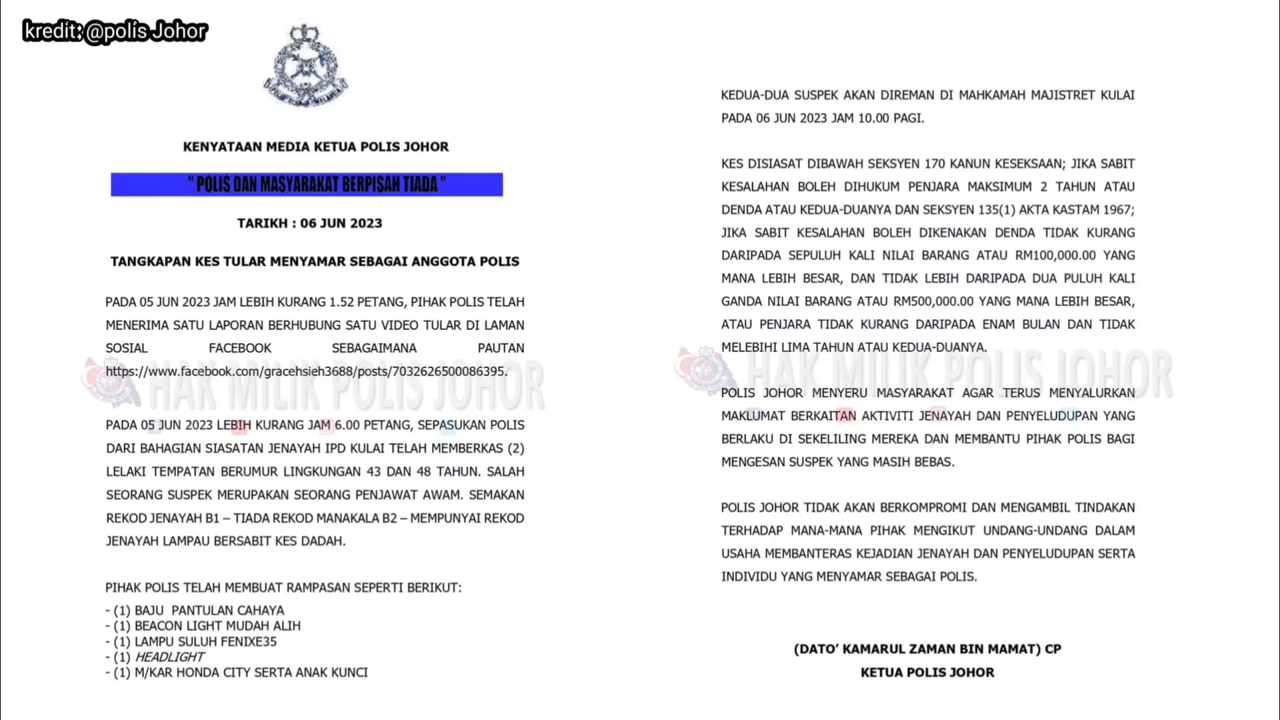 kredit: @polis Johor
KENYATAAN MEDIA KETUA POLIS JOHOR
" POLIS DAN MASYARAKAT BERPISAH TIADA "
TARIKH : 06 JUN 2023
TANGKAPAN KES TULAR MENYAMAR SEBAGAI ANGGOTA POLIS
PADA 05 JUN 2023 JAM LEBIH KURANG 1.52 PETANG, PIHAK POLIS TELAH
MENERIMA SATU LAPORAN BERHUBUNG SATU VIDEO TULAR DI LAMAN
SOSIAL FACEBOOK SEBAGAIMANA PAUTAN
https://www.facebook.com/gracehsieh3688/posts/7032626500086395.
HAK MILIK POLIS JOHOR
PADA 05 JUN 2023 LEBIH KURANG JAM 6.00 PETANG, SEPASUKAN POLIS
DARI BAHAGIAN SIASATAN JENAYAH IPD KULAI TELAH MEMBERKAS (2)
LELAKI TEMPATAN BERUMUR LINGKUNGAN 43 DAN 48 TAHUN. SALAH
SEORANG SUSPEK MERUPAKAN SEORANG PENJAWAT AWAM. SEMAKAN
REKOD JENAYAH B1 – TIADA REKOD MANAKALA B2 – MEMPUNYAI REKOD
JENAYAH LAMPAU BERSABIT KES DADAH.
PIHAK POLIS TELAH MEMBUAT RAMPASAN SEPERTI BERIKUT:
- (1) BAJU PANTULAN CAHAYA
- (1) BEACON LIGHT MUDAH ALIH
- (1) LAMPU SULUH FENIXE35
- (1) HEADLIGHT
- (1) M/KAR HONDA CITY SERTA ANAK KUNCI
KEDUA-DUA SUSPEK AKAN DIREMAN DI MAHKAMAH MAJISTRET KULAI
PADA 06 JUN 2023 JAM 10.00 PAGI.
KES DISIASAT DIBAWAH SEKSYEN 170 KANUN KESEKSAAN; JIKA SABIT
KESALAHAN BOLEH DIHUKUM PENJARA MAKSIMUM 2 TAHUN ATAU
DENDA ATAU KEDUA-DUANYA DAN SEKSYEN 135(1) AKTA KASTAM 1967;
JIKA SABIT KESALAHAN BOLEH DIKENAKAN DENDA TIDAK KURANG
DARIPADA SEPULUH KALI NILAI BARANG ATAU RM100,000.00 YANG
MANA LEBIH BESAR, DAN TIDAK LEBIH DARIPADA DUA PULUH KALI
GANDA NILAI BARANG ATAU RM500,000.00 YANG MANA LEBIH BESAR,
ATAU PENJARA TIDAK KURANG DARIPADA ENAM BULAN DAN TIDAK
MELEBIHI LIMA TAHUN ATAU KEDUA-DUANYA.
HAK MILIK POLIS JOHOR
POLIS JOHOR MENYERU MASYARAKAT AGAR TERUS MENYALURKAN
MAKLUMAT BERKAITAN AKTIVITI JENAYAH DAN PENYELUDUPAN YANG
BERLAKU DI SEKELILING MEREKA DAN MEMBANTU PIHAK POLIS BAGI
MENGESAN SUSPEK YANG MASIH BEBAS.
POLIS JOHOR TIDAK AKAN BERKOMPROMI DAN MENGAMBIL TINDAKAN
TERHADAP MANA-MANA PIHAK MENGIKUT UNDANG-UNDANG DALAM
USAHA MEMBANTERAS KEJADIAN JENAYAH DAN PENYELUDUPAN SERTA
INDIVIDU YANG MENYAMAR SEBAGAI POLIS.
(DATO’ KAMARUL ZAMAN BIN MAMAT) CP
KETUA POLIS JOHOR